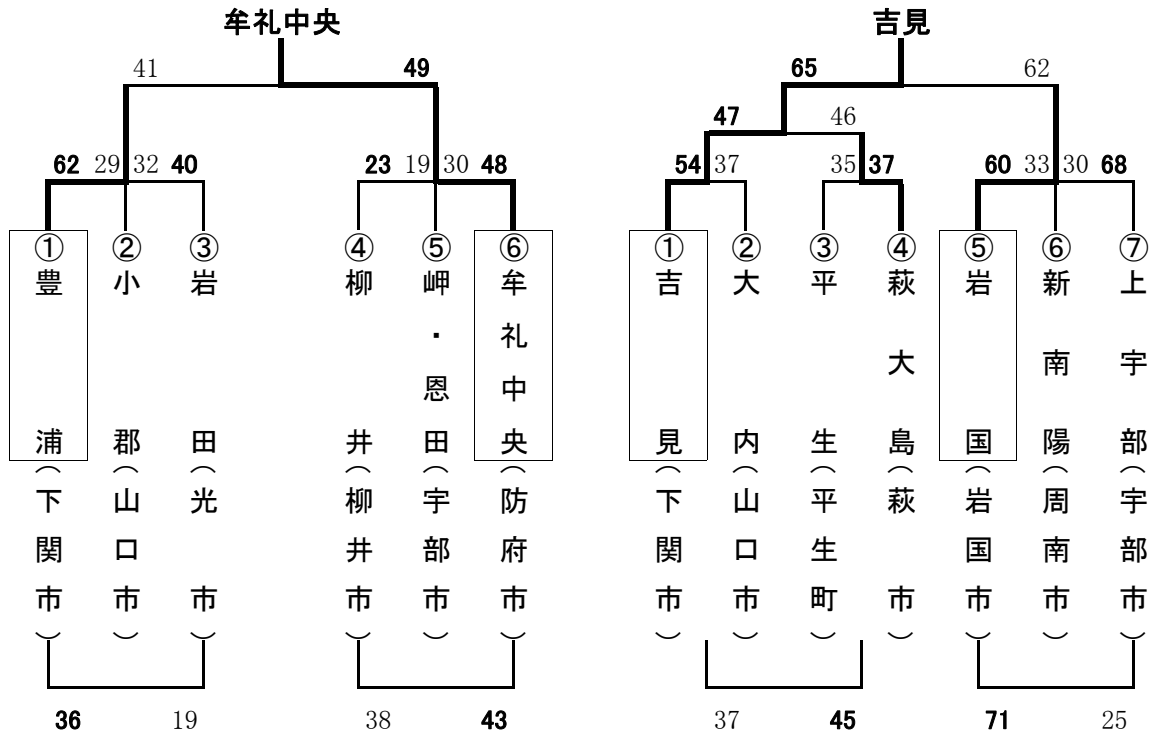 牟礼中央
41 49
62 29 32 40
23 19 30 48
①豊浦（下関市）
②小郡（山口市）
③岩田（光市）
④柳井（柳井市）
⑤岬・恩田（宇部市）
⑥牟礼中央（防府市）
36 19
38 43
吉見
65 62
47 46
54 37
35 37
60 33 30 68
①吉見（下関市）
②大内（山口市）
③平生（平生町）
④萩大島（萩市）
⑤岩国（岩国市）
⑥新南陽（周南市）
⑦上宇部（宇部市）
37 45
71 25